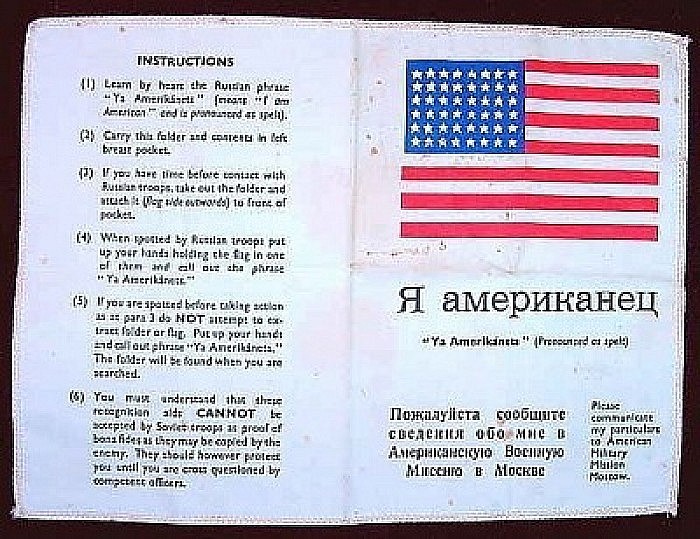 INSTRUCTIONS
(1) Learn by heart the Russian phrase
"Ya Amerikánets" (means "I am
American" and is pronounced as spelt).
(2) Carry this folder and contents in left
breast pocket.
(3) If you have time before contact with
Russian troops, take out the folder and
attach it (flag side outwards) to front of
pocket.
(4) When spotted by Russian troops put
up your hands holding the flag in one
of them and call out the phrase
"Ya Amerikánets."
(5) If you are spotted before taking action
as at para 3 do NOT attempt to ex-
tract folder or flag. Put up your hands
and call out phrase "Ya Amerikánets."
The folder will be found when you are
searched.
(6) You must understand that these
recognition aids CANNOT be
accepted by Soviet troops as proof of
bona fides as they may be copied by the
enemy. They should however protect
you until you are cross questioned by
competent officers.
Я американец
"Ya Amerikánets" (Pronounced as spelt)
Пожалуйста сообщите
сведения обо мне в
Американскую Военную
Миссию в Москве
Please
communicate
my particulars
to American
Military
Mission
Moscow.